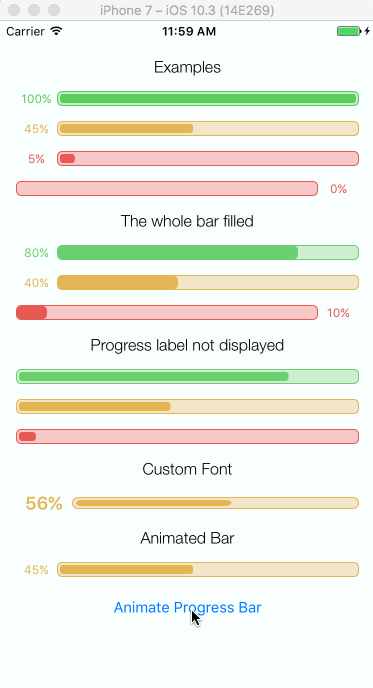 iPhone 7 – iOS 10.3 (14E269)
Carrier 11:59 AM
Examples
100%
45%
5%
0%
The whole bar filled
80%
40%
10%
Progress label not displayed
Custom Font
56%
Animated Bar
45%
Animate Progress Bar